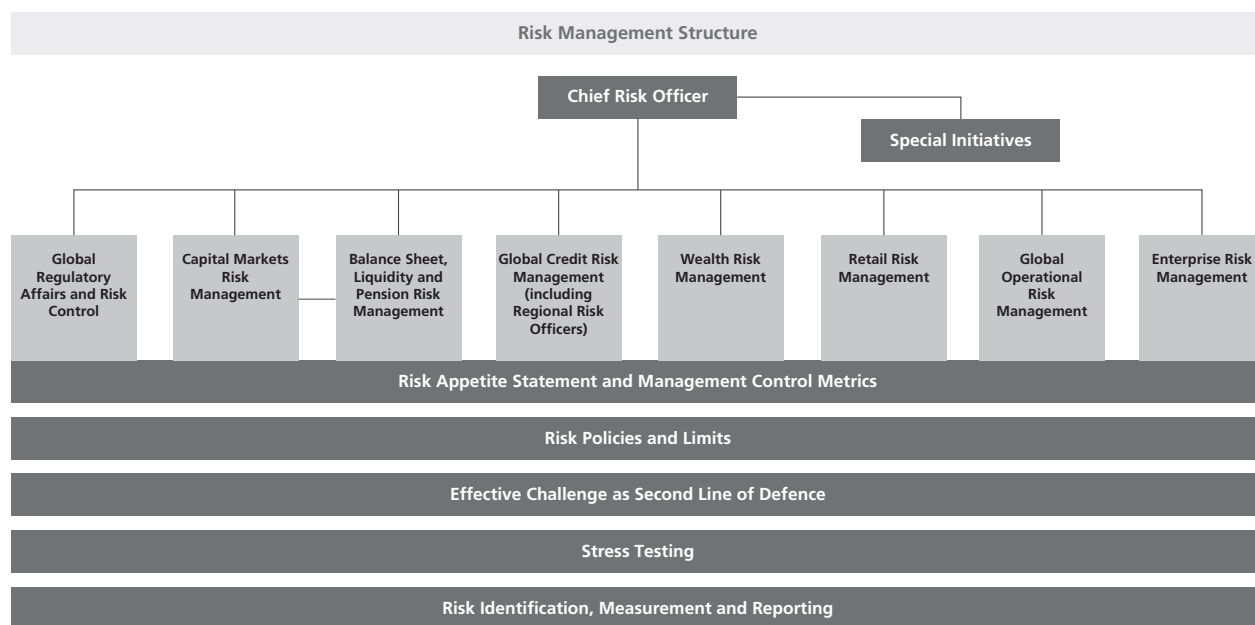 Risk Management Structure
Chief Risk Officer
Special Initiatives
Global
Regulatory
Affairs and Risk
Control
Capital Markets
Risk
Management
Balance Sheet,
Liquidity and
Pension Risk
Management
Global Credit Risk
Management
(including
Regional Risk
Officers)
Wealth Risk
Management
Retail Risk
Management
Global
Operational
Risk
Management
Enterprise Risk
Management
Risk Appetite Statement and Management Control Metrics
Risk Policies and Limits
Effective Challenge as Second Line of Defence
Stress Testing
Risk Identification, Measurement and Reporting